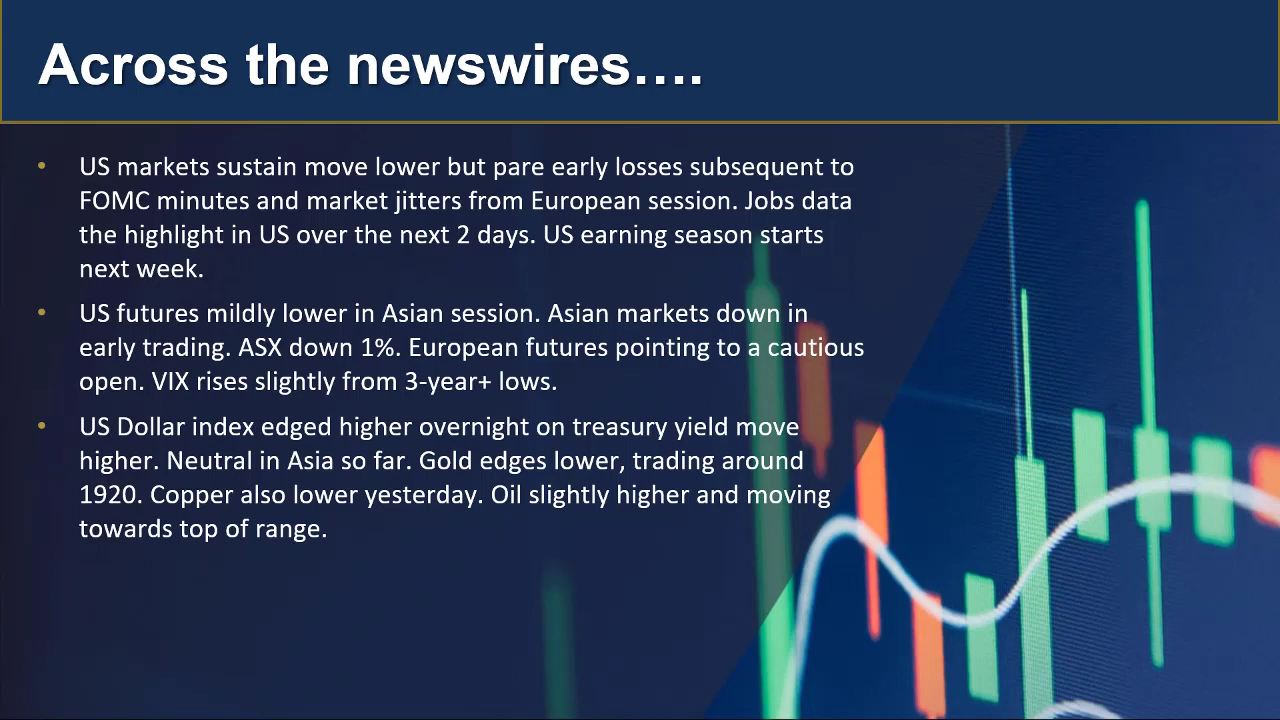 Across the newswires….
• US markets sustain move lower but pare early losses subsequent to
FOMC minutes and market jitters from European session. Jobs data
the highlight in US over the next 2 days. US earning season starts
next week.
• US futures mildly lower in Asian session. Asian markets down in
early trading. ASX down 1%. European futures pointing to a cautious
open. VIX rises slightly from 3-year+ lows.
• US Dollar index edged higher overnight on treasury yield move
higher. Neutral in Asia so far. Gold edges lower, trading around
1920. Copper also lower yesterday. Oil slightly higher and moving
towards top of range.